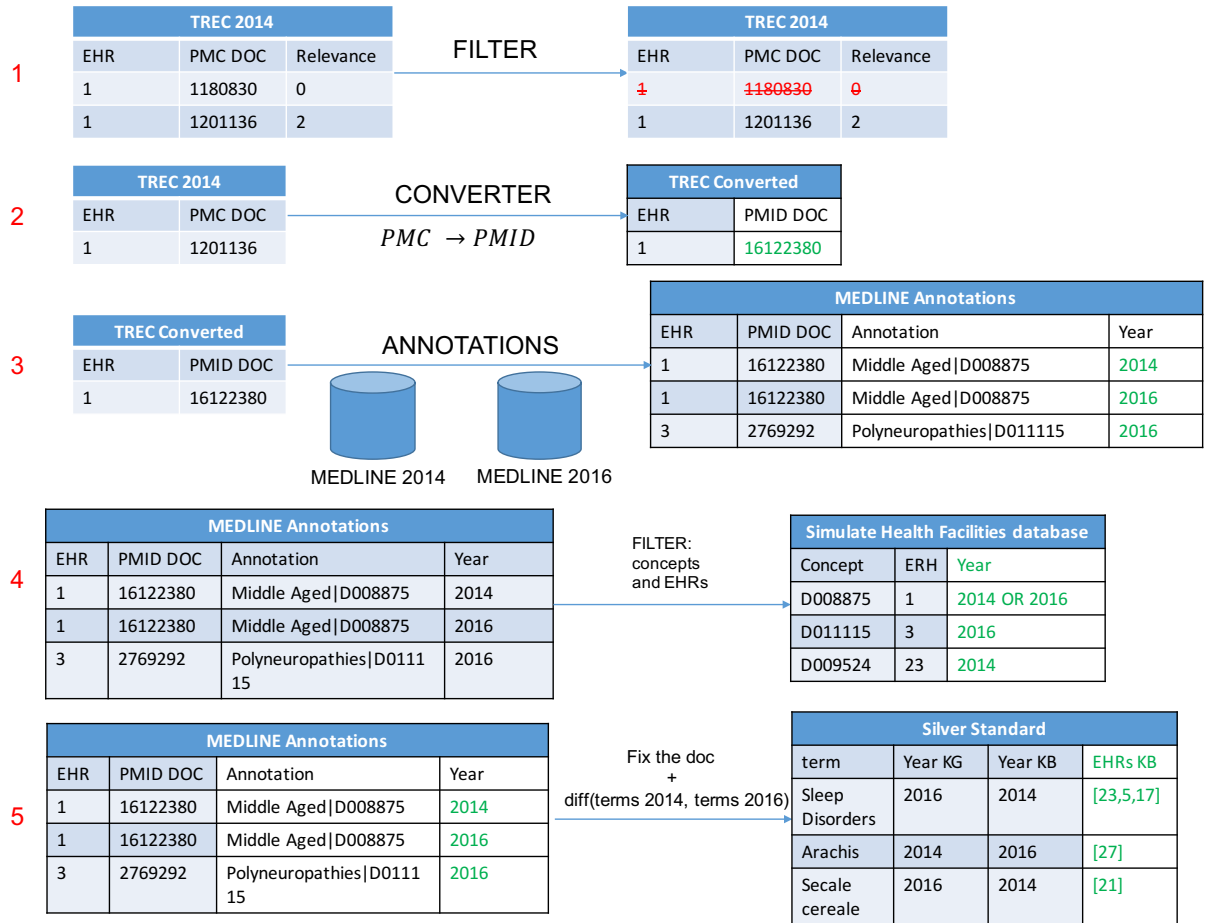 1
TREC 2014
EHR PMC DOC Relevance
1 1180830 0
1 1201136 2
FILTER
TREC 2014
EHR PMC DOC Relevance
1 1180830 0
1 1201136 2
2
TREC 2014
EHR PMC DOC
1 1201136
CONVERTER
PMC → PMID
TREC Converted
EHR PMID DOC
1 16122380
3
TREC Converted
EHR PMID DOC
1 16122380
ANNOTATIONS
MEDLINE 2014 MEDLINE 2016
MEDLINE Annotations
EHR PMID DOC Annotation Year
1 16122380 Middle Aged|D008875 2014
1 16122380 Middle Aged|D008875 2016
3 2769292 Polyneuropathies|D011115 2016
4
MEDLINE Annotations
EHR PMID DOC Annotation Year
1 16122380 Middle Aged|D008875 2014
1 16122380 Middle Aged|D008875 2016
3 2769292 Polyneuropathies|D0111 2016
15
FILTER:
concepts
and EHRs
Simulate Health Facilities database
Concept ERH Year
D008875 1 2014 OR 2016
D011115 3 2016
D009524 23 2014
5
MEDLINE Annotations
EHR PMID DOC Annotation Year
1 16122380 Middle Aged|D008875 2014
1 16122380 Middle Aged|D008875 2016
3 2769292 Polyneuropathies|D0111 2016
15
Fix the doc
+
diff(terms 2014, terms 2016)
Silver Standard
term Year KG Year KB EHRs KB
Sleep 2016 2014 [23,5,17]
Disorders
Arachis 2014 2016 [27]
Secale 2016 2014 [21]
cereale